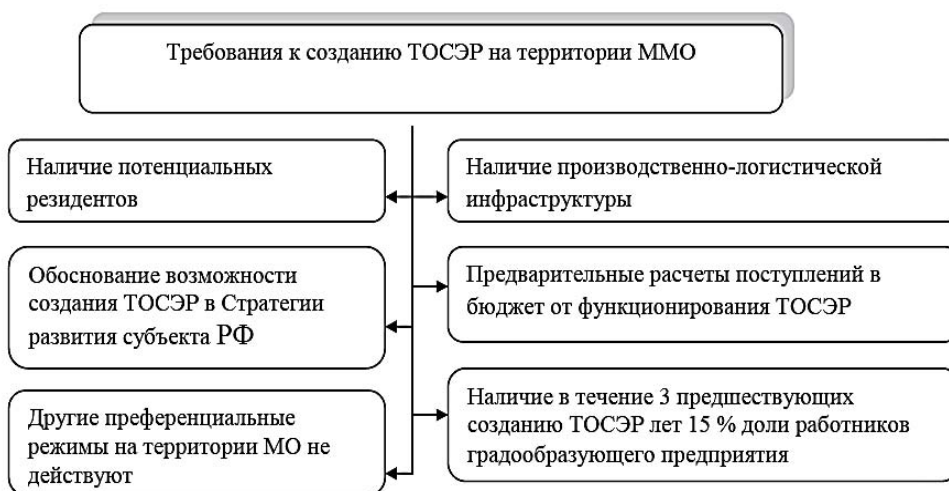 Требования к созданию ТОСЭР на территории ММО
Наличие потенциальных
резидентов
Наличие производственно-логистической
инфраструктуры
Обоснование возможности
создания ТОСЭР в Стратегии
развития субъекта РФ
Предварительные расчеты поступлений в
бюджет от функционирования ТОСЭР
Другие преференциальные
режимы на территории МО не
действуют
Наличие в течение 3 предшествующих
созданию ТОСЭР лет 15 % доли работников
градообразующего предприятия